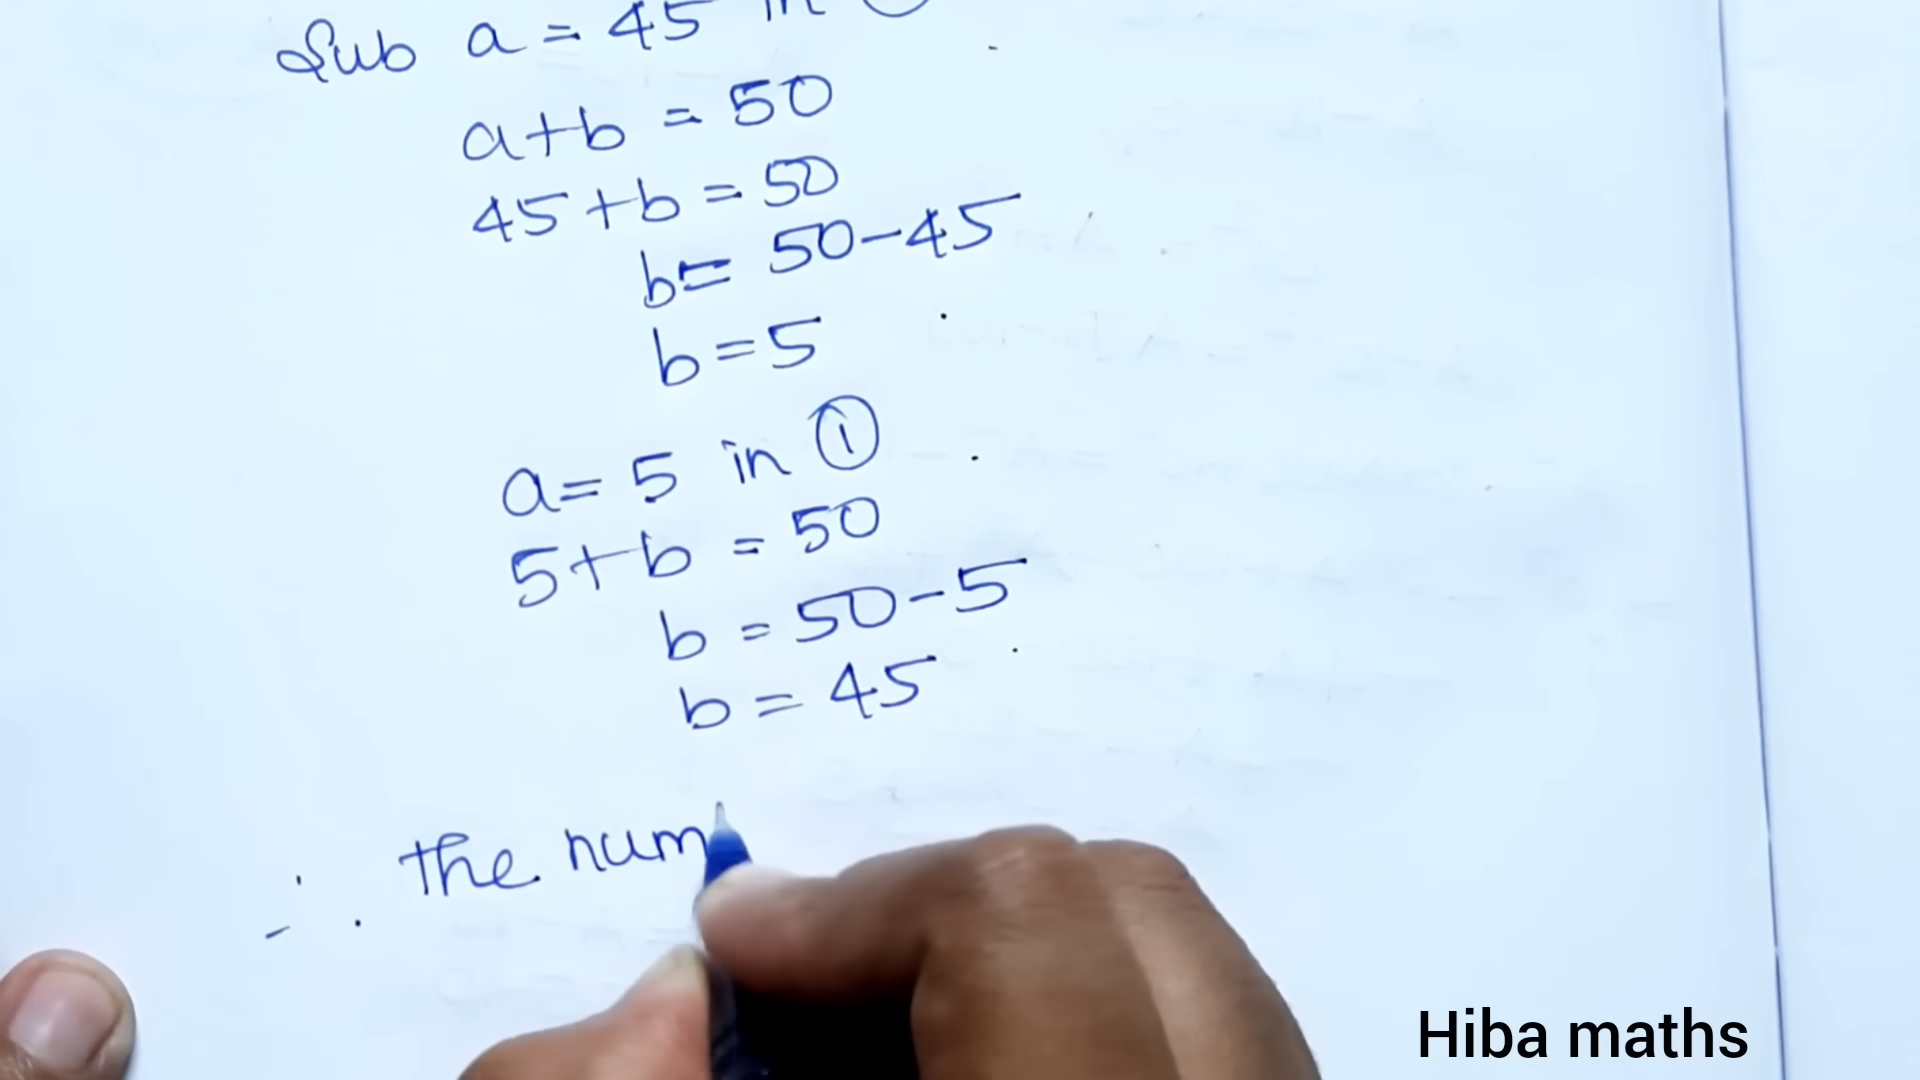 Sub a = 45 in
a+b = 50
45+b = 50
b= 50-45
b=5
a= 5 in ①
5+b = 50
b = 50-5
b = 45
∴ The num
Hiba maths